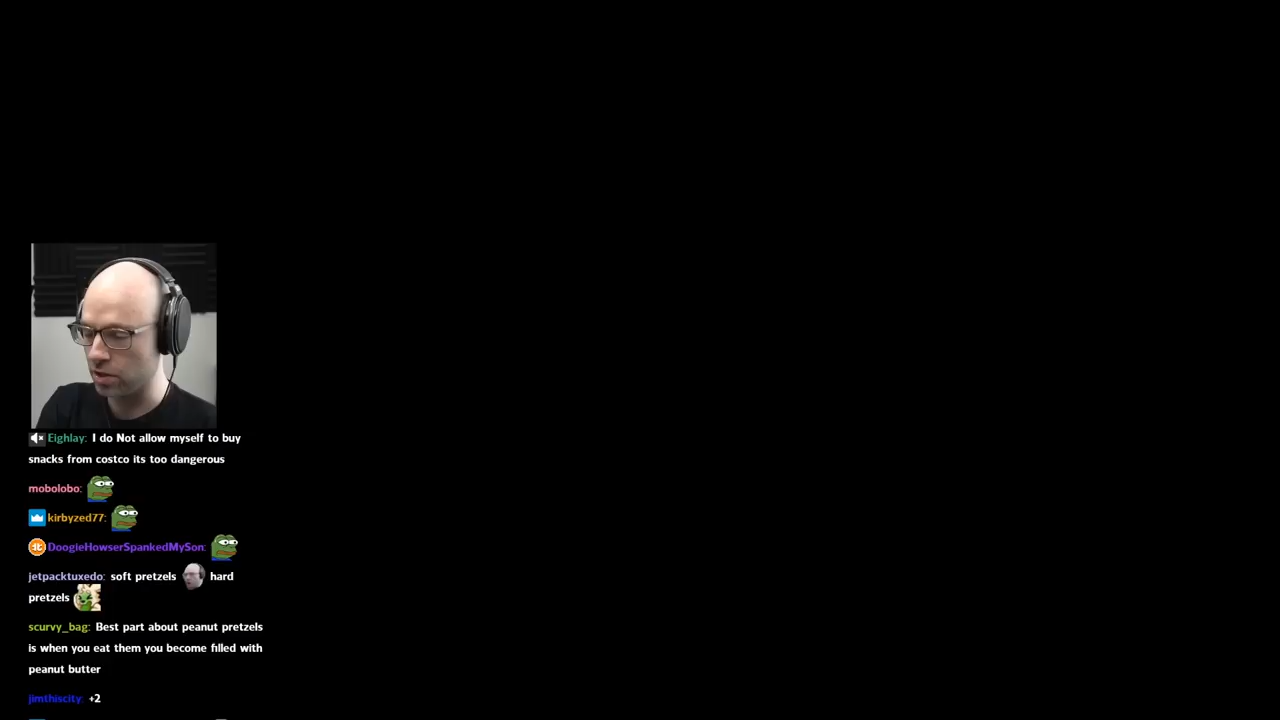 Eighlay: I do Not allow myself to buy
snacks from costco its too dangerous
mobolobo:
kirbyzed77:
DoogieHowserSpankedMySon:
jetpacktuxedo: soft pretzels hard
pretzels
scurvy_bag: Best part about peanut pretzels
is when you eat them you become filled with
peanut butter
jimthiscity: +2